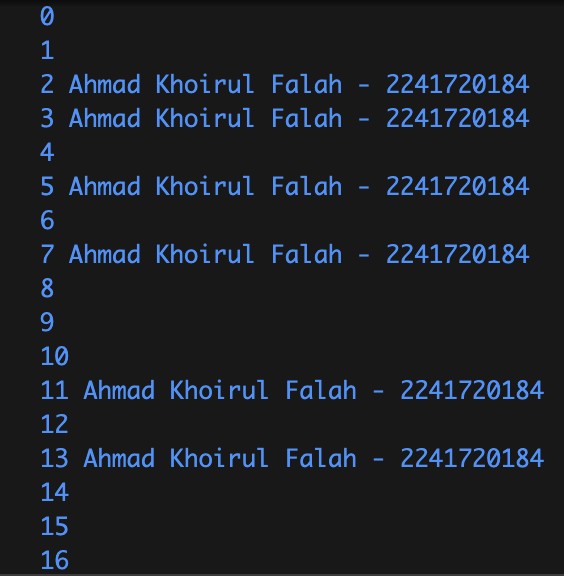 0
1
2 Ahmad Khoirul Falah - 2241720184
3 Ahmad Khoirul Falah - 2241720184
4
5 Ahmad Khoirul Falah - 2241720184
6
7 Ahmad Khoirul Falah - 2241720184
8
9
10
11 Ahmad Khoirul Falah - 2241720184
12
13 Ahmad Khoirul Falah - 2241720184
14
15
16